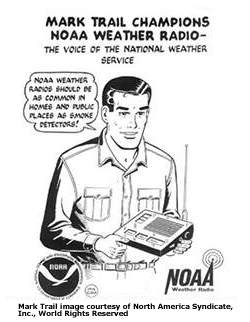 MARK TRAIL CHAMPIONS
NOAA WEATHER RADIO-
THE VOICE OF THE NATIONAL WEATHER
SERVICE
NOAA WEATHER
RADIOS SHOULD BE
AS COMMON IN
HOMES AND PUBLIC
PLACES AS SMOKE
DETECTORS!
NOAA
NOAA
Weather Radio
Mark Trail image courtesy of North America Syndicate,
Inc., World Rights Reserved